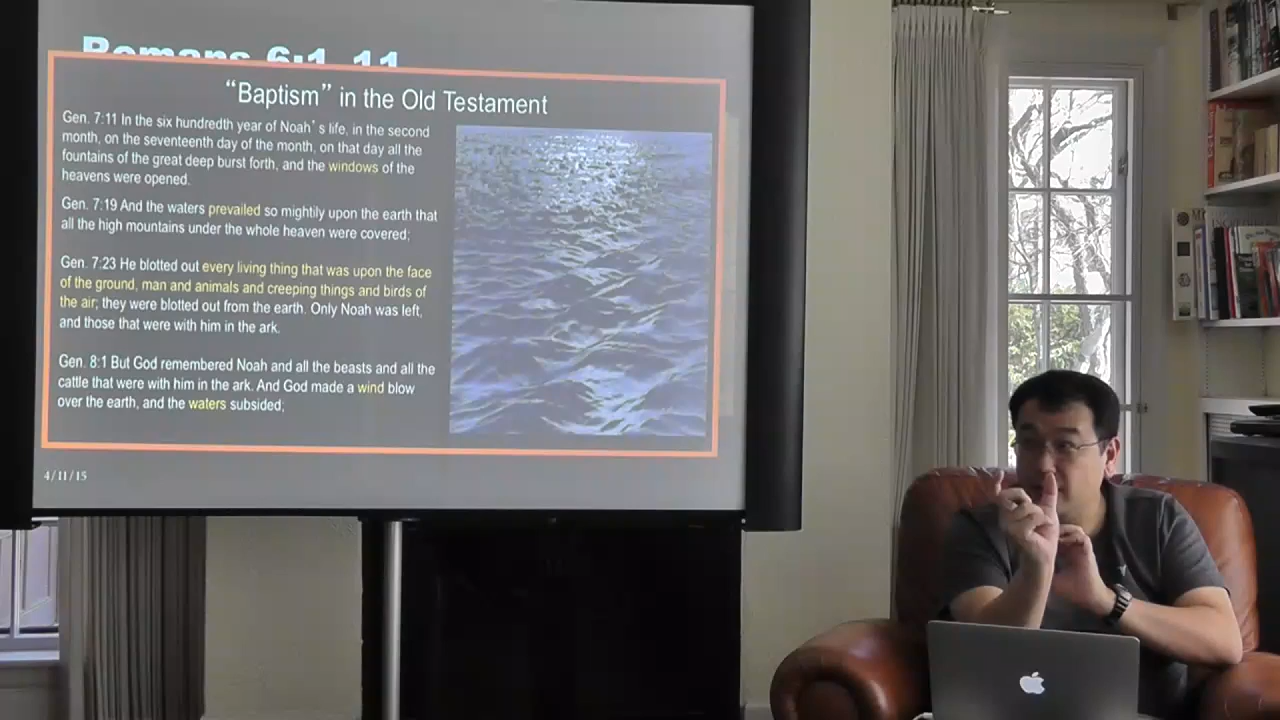 Romans 6:1-11
“Baptism” in the Old Testament
Gen. 7:11 In the six hundredth year of Noah’s life, in the second
month, on the seventeenth day of the month, on that day all the
fountains of the great deep burst forth, and the windows of the
heavens were opened.
Gen. 7:19 And the waters prevailed so mightily upon the earth that
all the high mountains under the whole heaven were covered;
Gen. 7:23 He blotted out every living thing that was upon the face
of the ground, man and animals and creeping things and birds of
the air; they were blotted out from the earth. Only Noah was left,
and those that were with him in the ark.
Gen. 8:1 But God remembered Noah and all the beasts and all the
cattle that were with him in the ark. And God made a wind blow
over the earth, and the waters subsided;
4/11/15